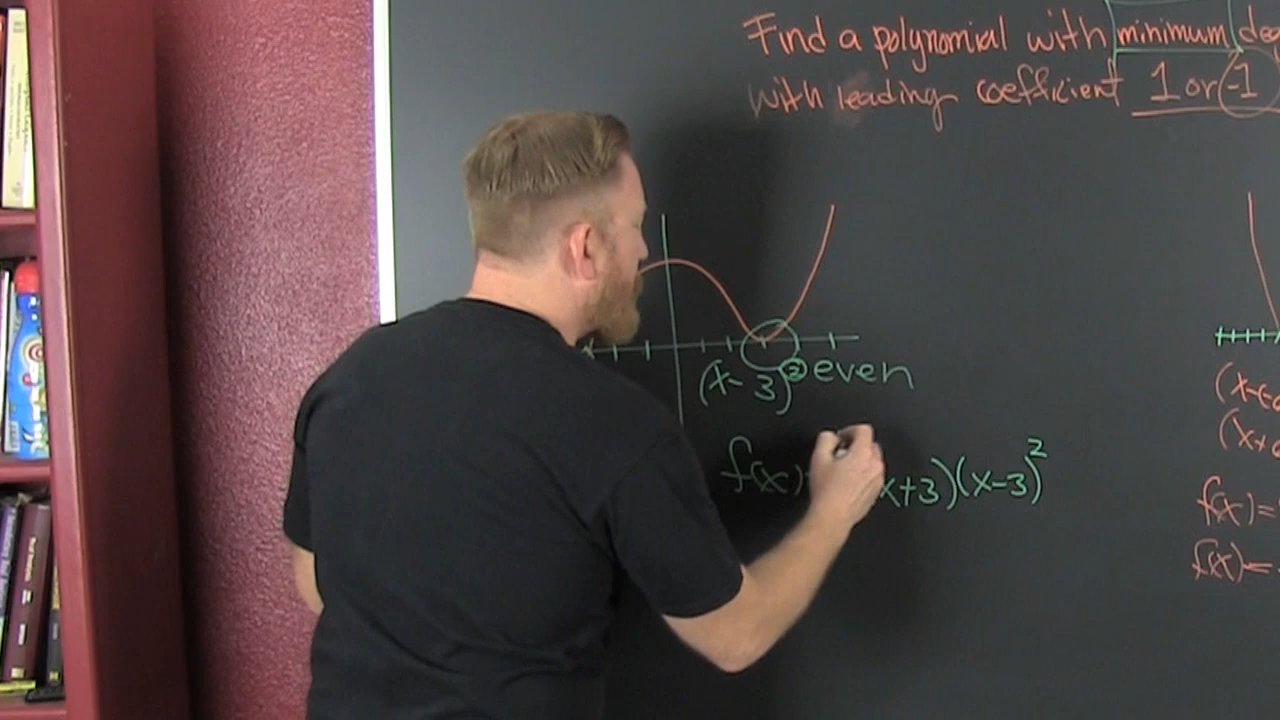 Find a polynomial with minimum
with leading coefficient 1 or -1
(x - 3)² even
f(x) x+3)(x-3)²
f(x)=
f(x)=